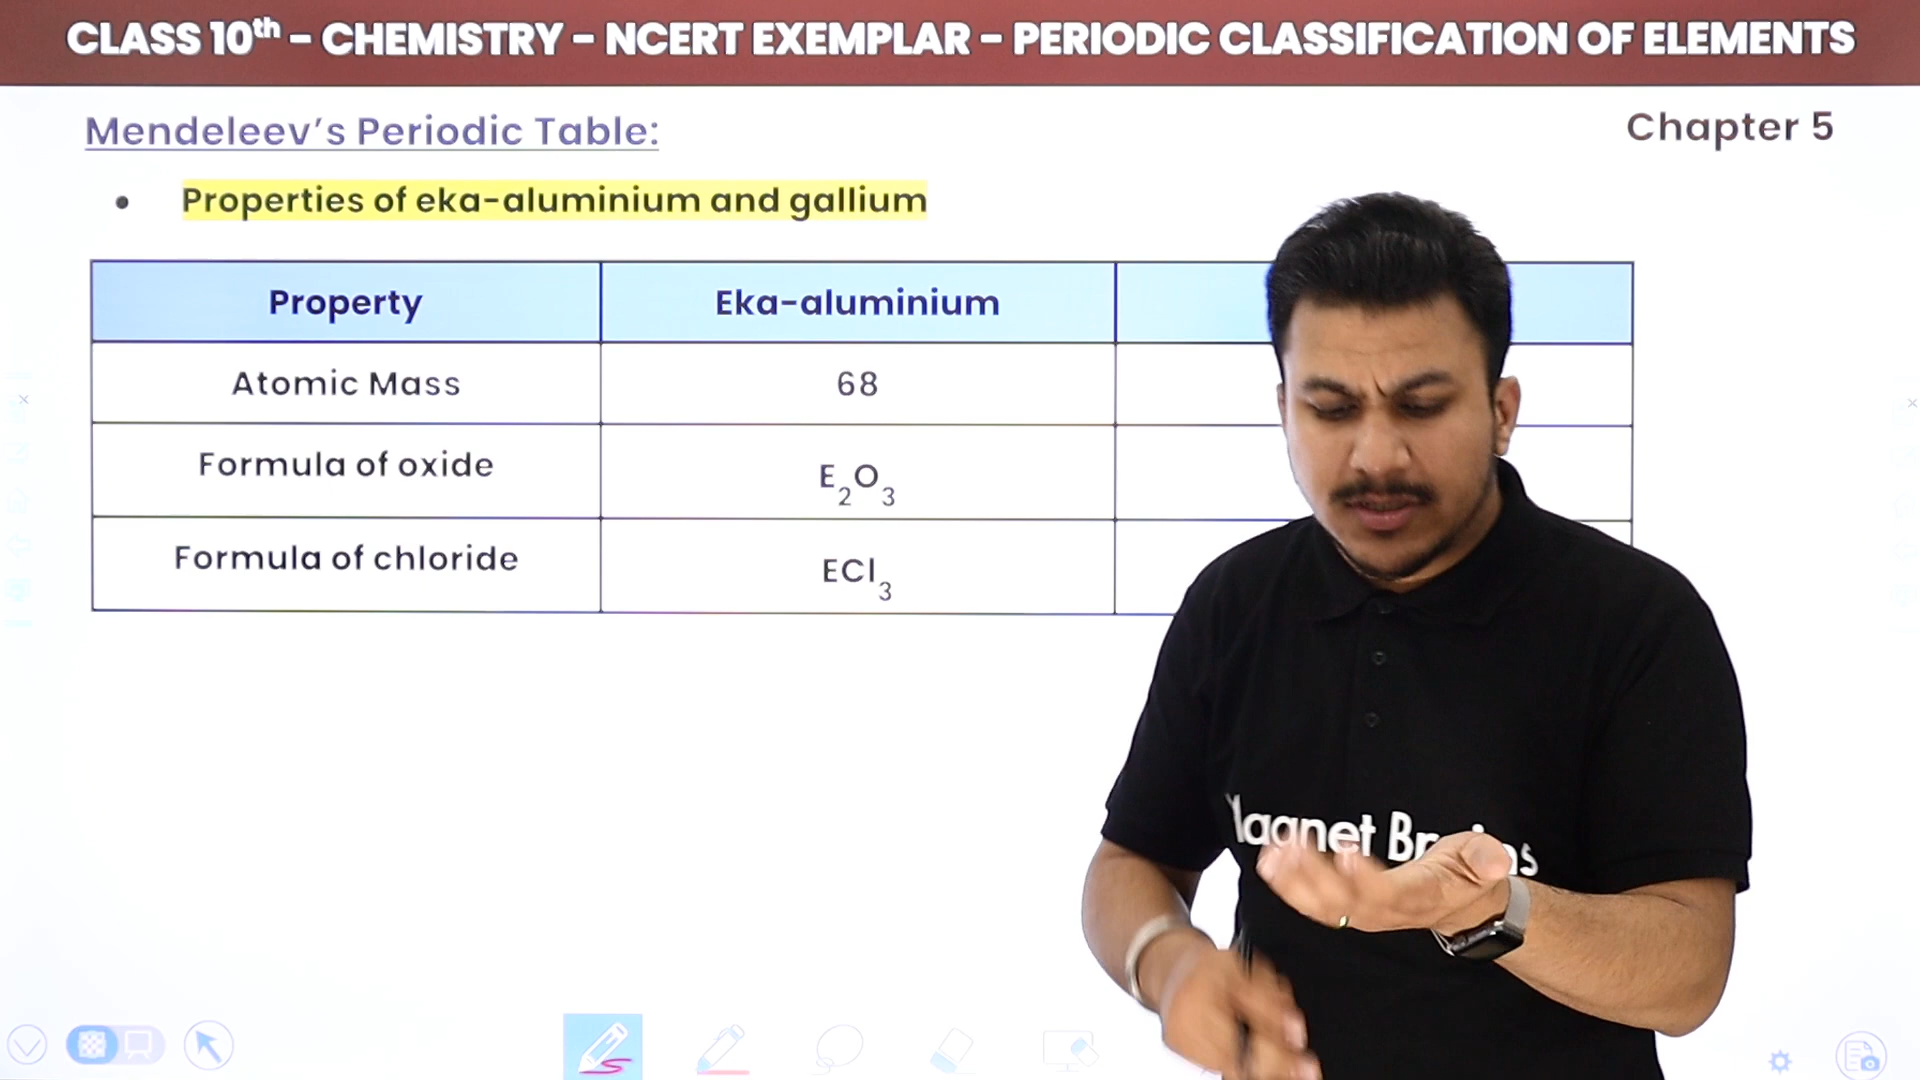 CLASS 10th - CHEMISTRY - NCERT EXEMPLAR - PERIODIC CLASSIFICATION OF ELEMENTS
Mendeleev's Periodic Table:
Chapter 5
• Properties of eka-aluminium and gallium
Property Eka-aluminium
Atomic Mass 68
Formula of oxide E₂O₃
Formula of chloride ECl₃